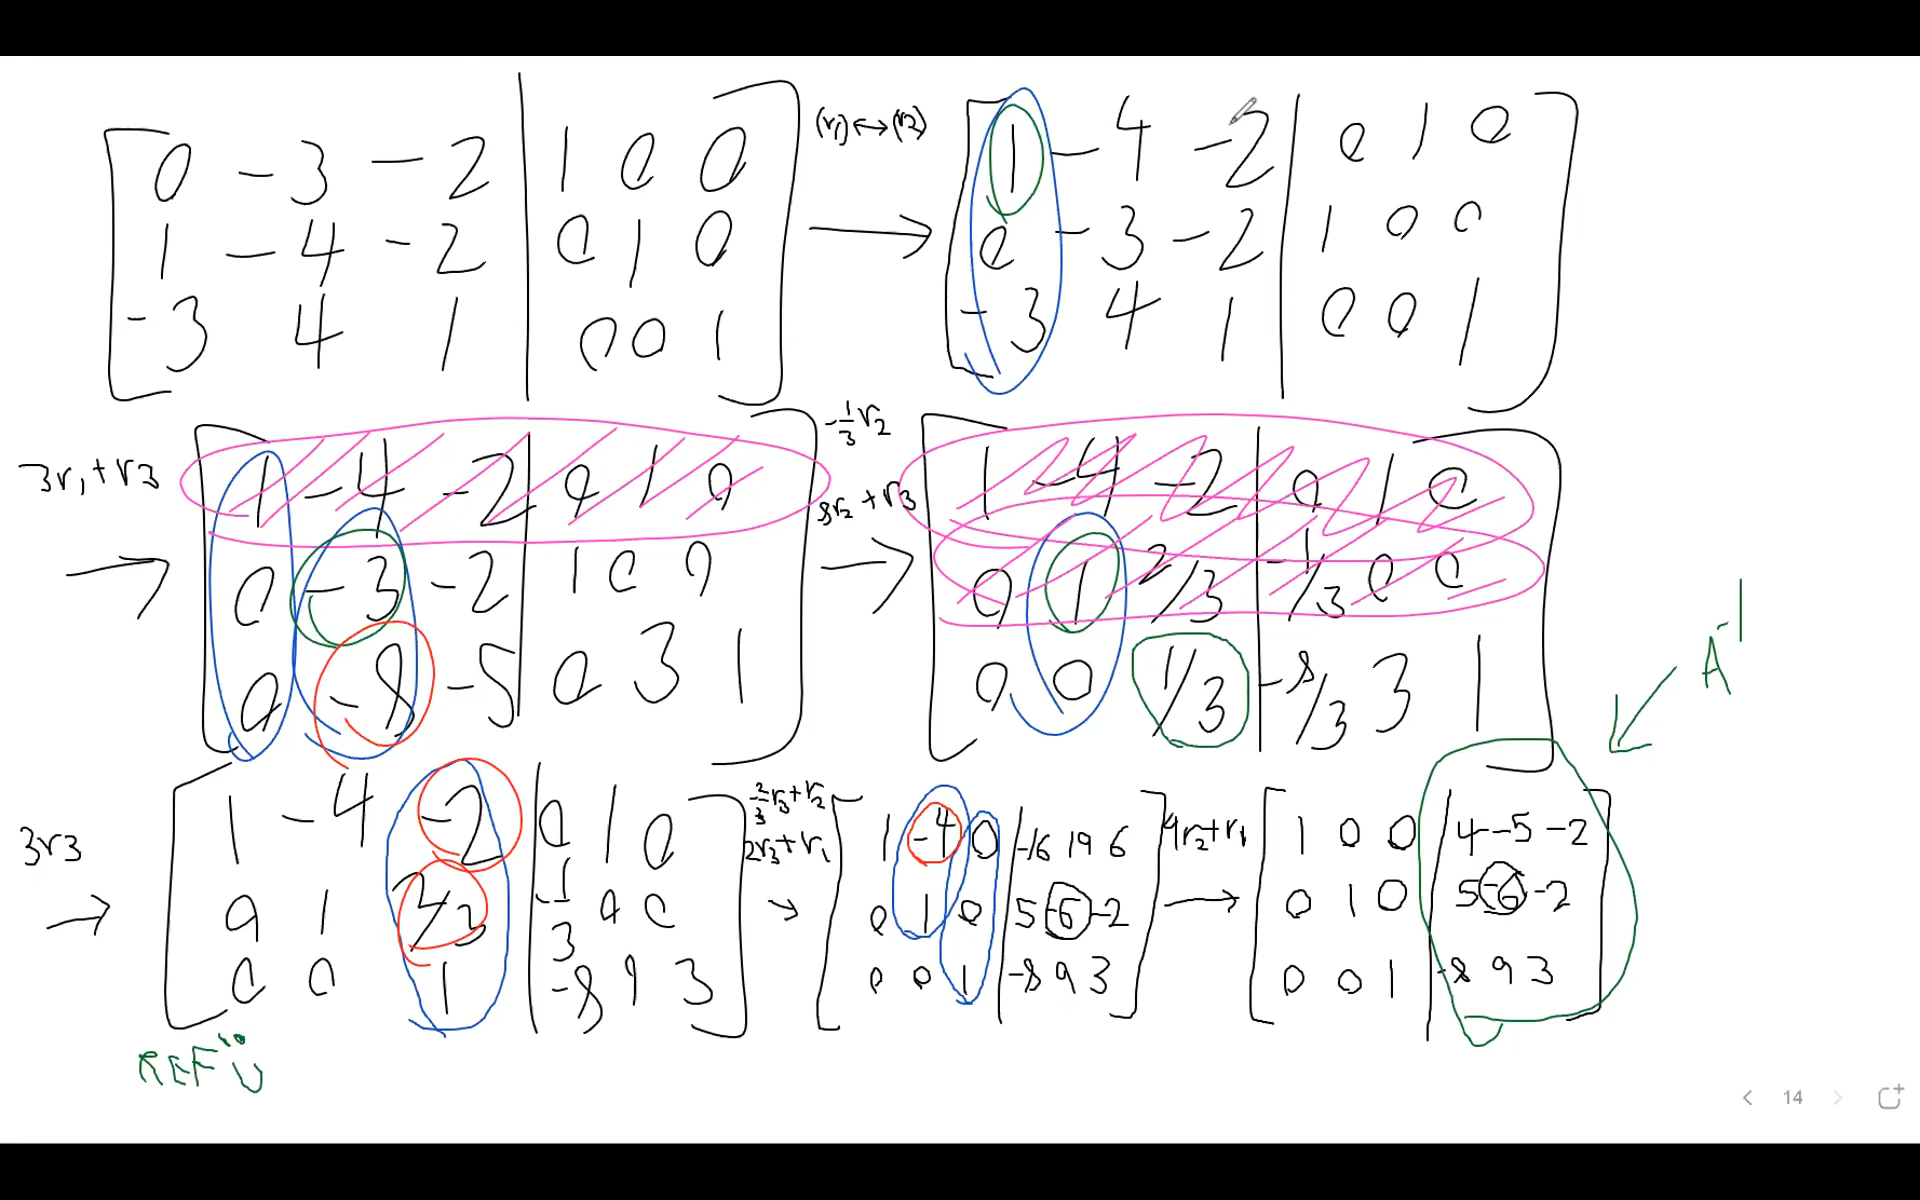 0 -3 -2 | 1 0 0
1 -4 -2 | 0 1 0
-3 4 1 | 0 0 1
(r1) ↔ (r2)
→
1 -4 -2 | 0 1 0
0 -3 -2 | 1 0 0
-3 4 1 | 0 0 1
3r1 + r3
→
1 -4 -2 | 0 1 0
0 -3 -2 | 1 0 0
0 -8 -5 | 0 3 1
-1/3 r2
8r2 + r3
→
1 -4 -2 | 0 1 0
0 1 2/3 | -1/3 0 0
0 0 1/3 | -8/3 3 1
A^-1
3r3
→
1 -4 -2 | 0 1 0
0 1 2/3 | -1/3 0 0
0 0 1 | -8 9 3
REF
-2/3 r3 + r2
2r3 + r1
→
1 -4 0 | -16 19 6
0 1 0 | 5 -6 -2
0 0 1 | -8 9 3
4r2 + r1
→
1 0 0 | 4 -5 -2
0 1 0 | 5 -6 -2
0 0 1 | -8 9 3
14